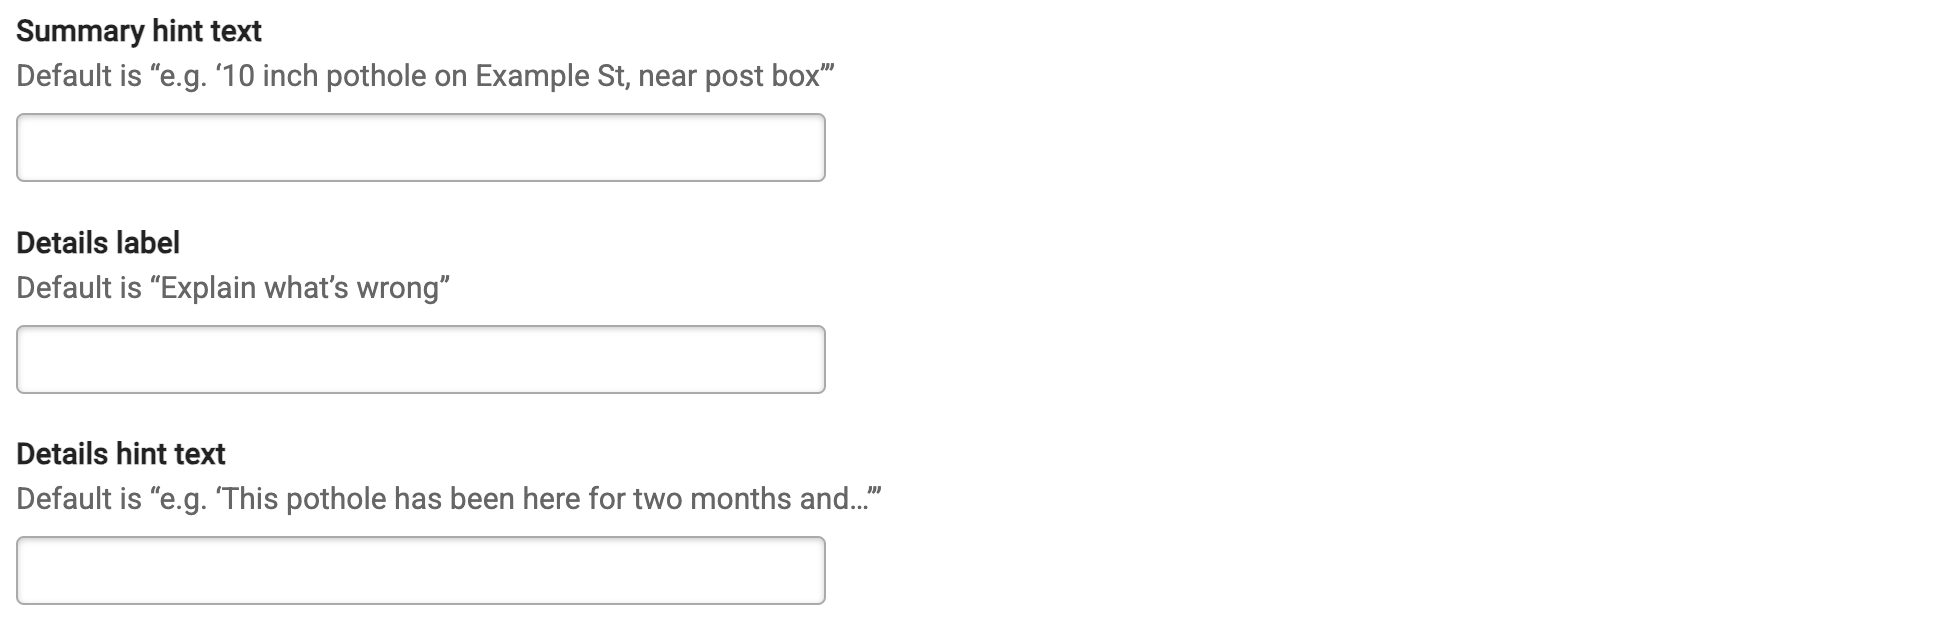 Summary hint text
Default is “e.g. ‘10 inch pothole on Example St, near post box’”
Details label
Default is “Explain what’s wrong”
Details hint text
Default is “e.g. ‘This pothole has been here for two months and…’”